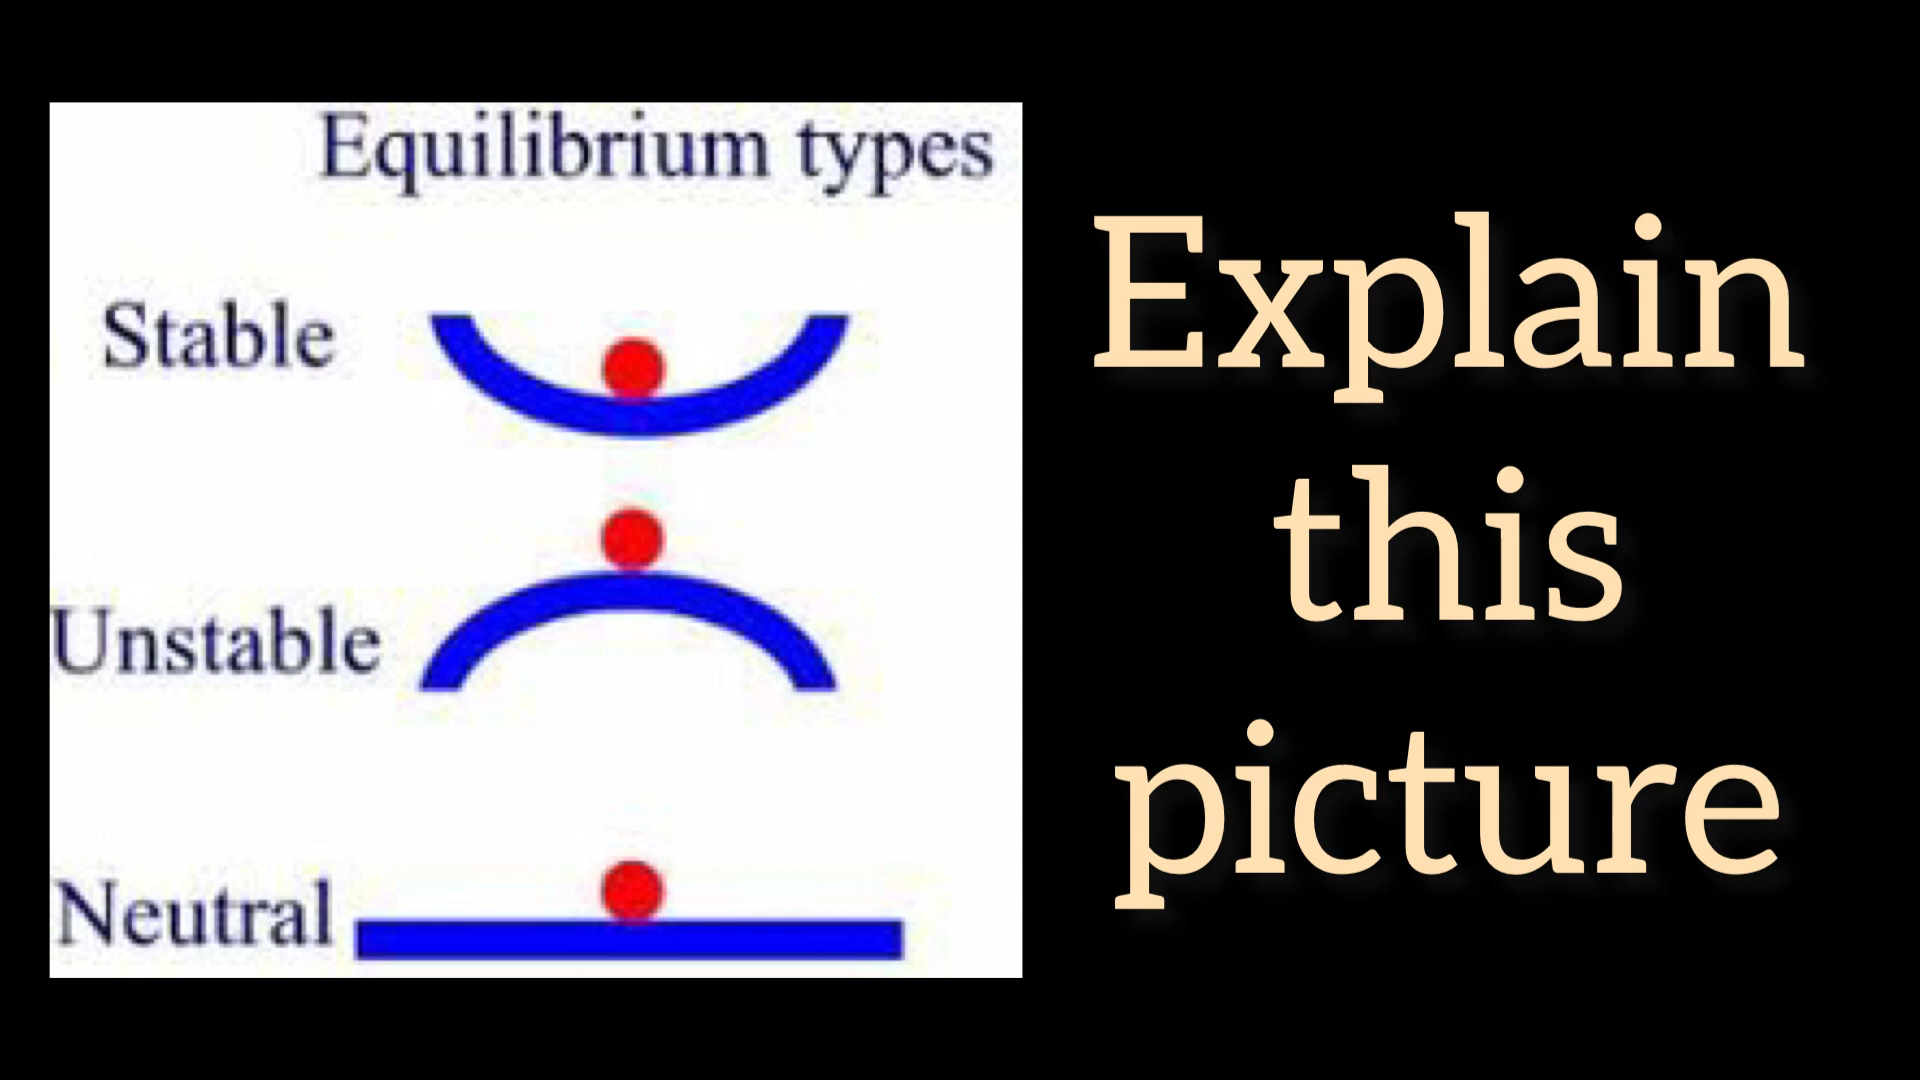 Equilibrium types
Stable
Unstable
Neutral
Explain
this
picture